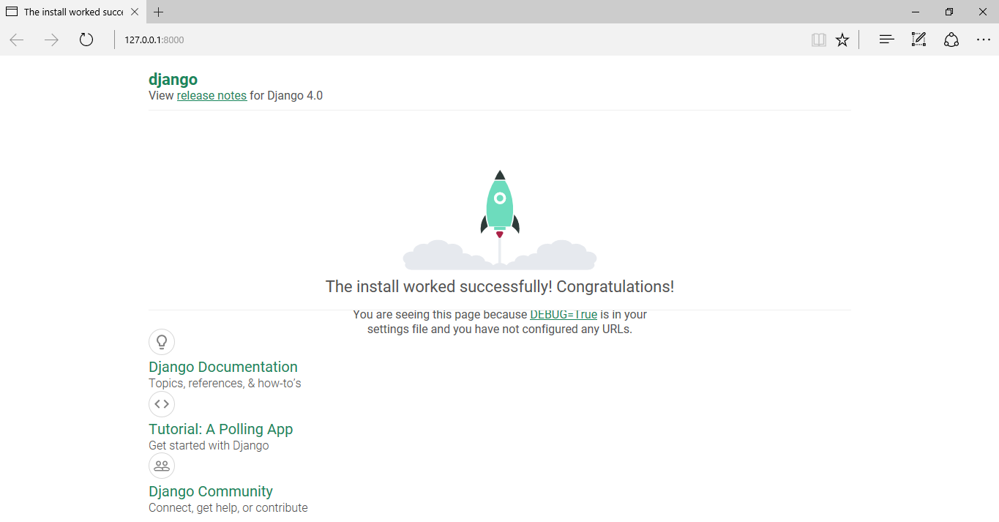 The install worked succe
127.0.0.1:8000
django
View release notes for Django 4.0
The install worked successfully! Congratulations!
You are seeing this page because DEBUG=True is in your
settings file and you have not configured any URLs.
Django Documentation
Topics, references, & how-to’s
Tutorial: A Polling App
Get started with Django
Django Community
Connect, get help, or contribute